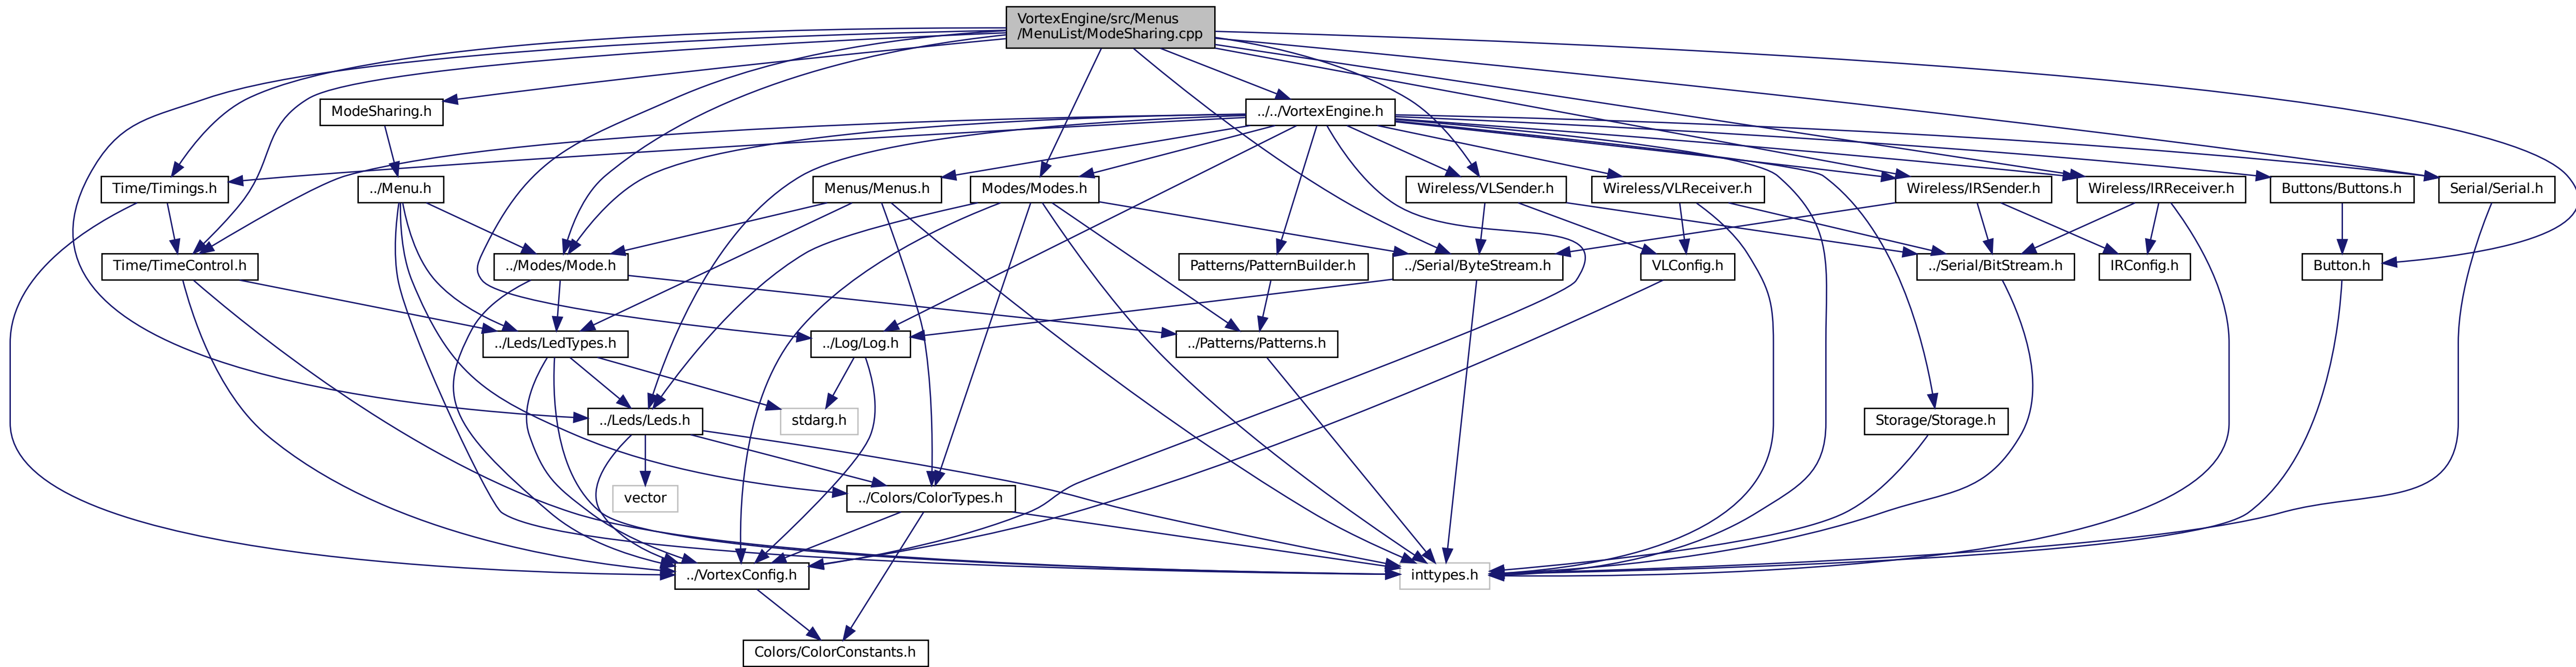 VortexEngine/src/Menus
/MenuList/ModeSharing.cpp
ModeSharing.h
../../VortexEngine.h
Time/Timings.h
../Menu.h
Menus/Menus.h
Modes/Modes.h
Wireless/VLSender.h
Wireless/VLReceiver.h
Wireless/IRSender.h
Wireless/IRReceiver.h
Buttons/Buttons.h
Serial/Serial.h
Time/TimeControl.h
../Modes/Mode.h
Patterns/PatternBuilder.h
../Serial/ByteStream.h
VLConfig.h
../Serial/BitStream.h
IRConfig.h
Button.h
../Leds/LedTypes.h
../Log/Log.h
../Patterns/Patterns.h
../Leds/Leds.h
stdarg.h
Storage/Storage.h
vector
../Colors/ColorTypes.h
../VortexConfig.h
inttypes.h
Colors/ColorConstants.h